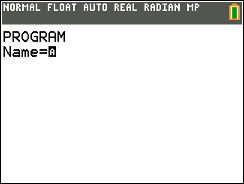 NORMAL FLOAT AUTO REAL RADIAN MP
PROGRAM
Name=A